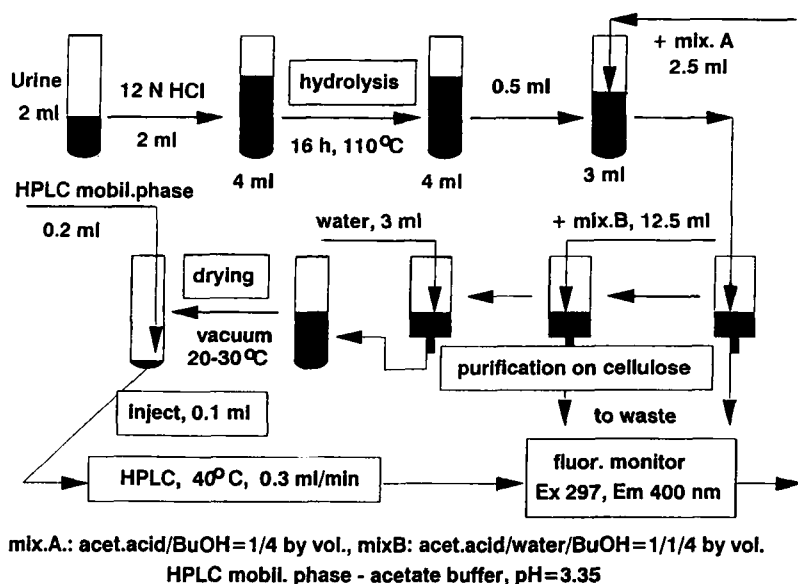 Urine
2 ml
12 N HCl
2 ml
4 ml
hydrolysis
16 h, 110ºC
4 ml
0.5 ml
+ mix. A
2.5 ml
3 ml
HPLC mobil.phase
0.2 ml
drying
vacuum
20-30ºC
water, 3 ml
+ mix.B, 12.5 ml
purification on cellulose
to waste
inject, 0.1 ml
HPLC, 40ºC, 0.3 ml/min
fluor. monitor
Ex 297, Em 400 nm
mix.A.: acet.acid/BuOH=1/4 by vol., mixB: acet.acid/water/BuOH=1/1/4 by vol.
HPLC mobil. phase - acetate buffer, pH=3.35